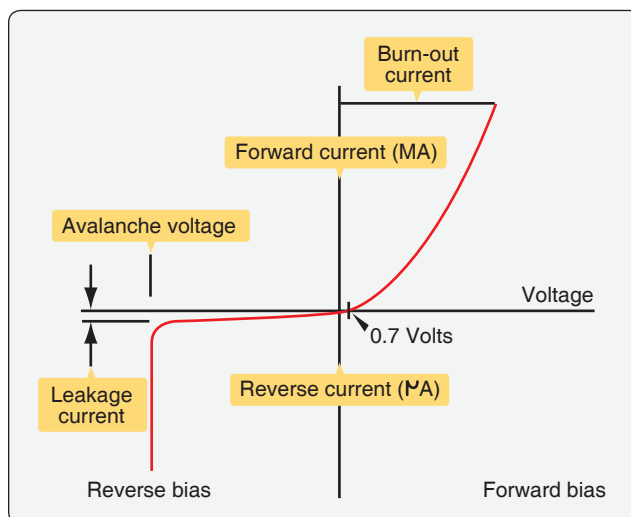 Burn-out
current
Forward current (MA)
Avalanche voltage
Voltage
0.7 Volts
Leakage
current
Reverse current (µA)
Reverse bias
Forward bias